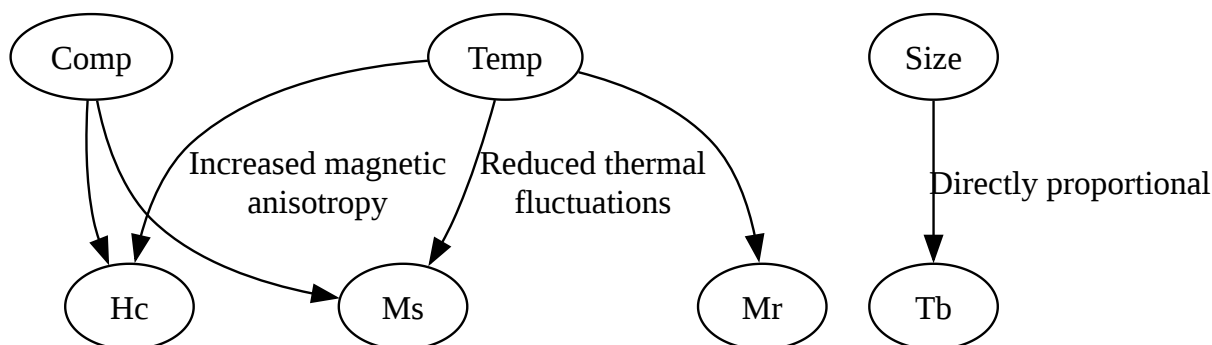 Comp
Temp
Size
Increased magnetic
anisotropy
Reduced thermal
fluctuations
Directly proportional
Hc
Ms
Mr
Tb